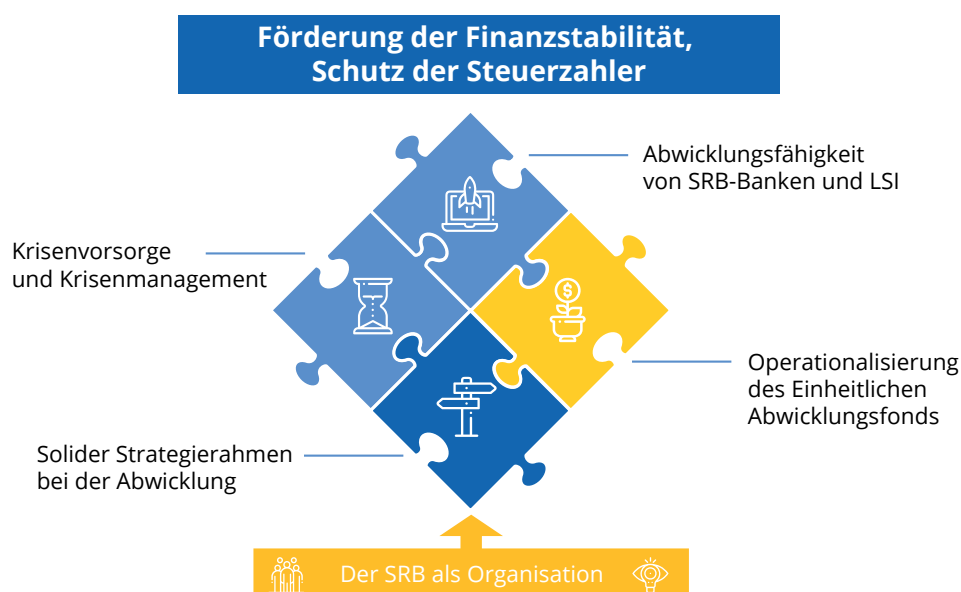 Förderung der Finanzstabilität,
Schutz der Steuerzahler
Abwicklungsfähigkeit
von SRB-Banken und LSI
Krisenvorsorge
und Krisenmanagement
Operationalisierung
des Einheitlichen
Abwicklungsfonds
Solider Strategierahmen
bei der Abwicklung
Der SRB als Organisation